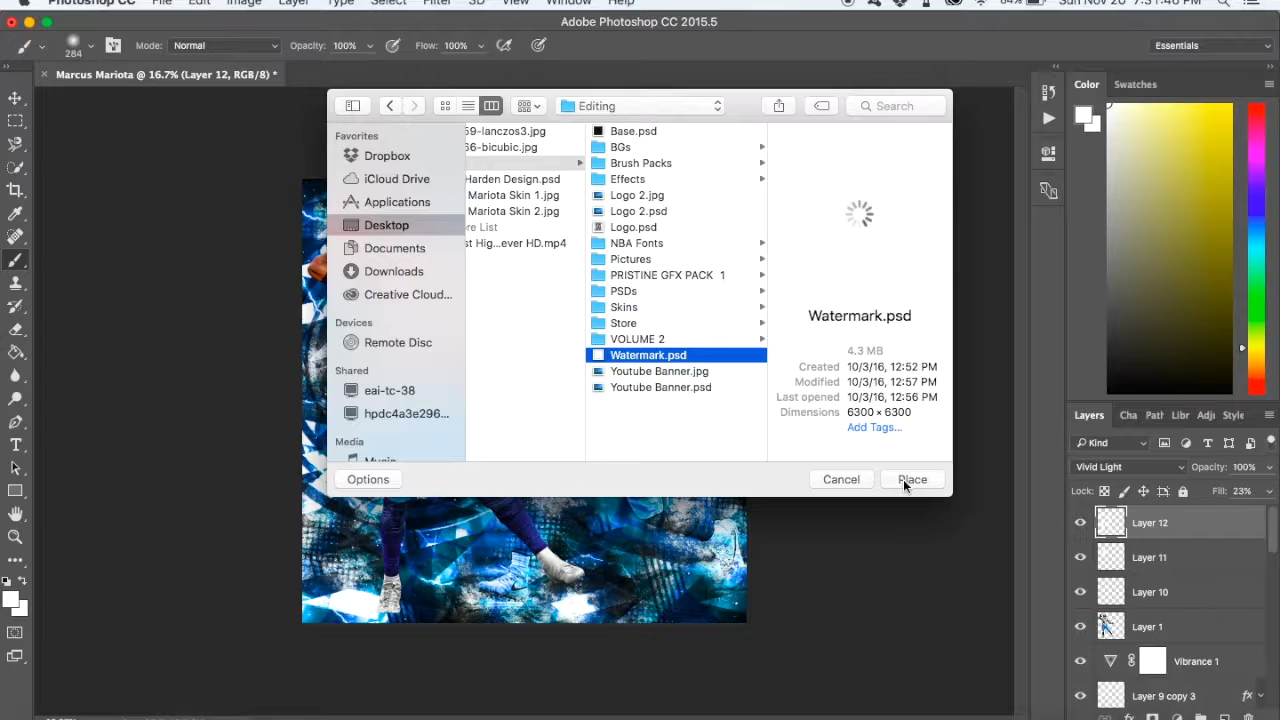 Photoshop CC File Edit Image Layer Type Select Filter 3D View Window Help 64% Sun Nov 20 7:31:46 PM
Adobe Photoshop CC 2015.5
284 Mode: Normal Opacity: 100% Flow: 100% Essentials
Marcus Mariota @ 16.7% (Layer 12, RGB/8) *
Editing
Search
Favorites
Dropbox
iCloud Drive
Applications
Desktop
Documents
Downloads
Creative Cloud...
Devices
Remote Disc
Shared
eai-tc-38
hpdc4a3e296...
Media
59-lanczos3.jpg
66-bicubic.jpg
Harden Design.psd
Mariota Skin 1.jpg
Mariota Skin 2.jpg
re List
st Hig...ever HD.mp4
Base.psd
BGs
Brush Packs
Effects
Logo 2.jpg
Logo 2.psd
Logo.psd
NBA Fonts
Pictures
PRISTINE GFX PACK 1
PSDs
Skins
Store
VOLUME 2
Watermark.psd
Youtube Banner.jpg
Youtube Banner.psd
Watermark.psd
4.3 MB
Created 10/3/16, 12:52 PM
Modified 10/3/16, 12:57 PM
Last opened 10/3/16, 12:56 PM
Dimensions 6300 × 6300
Add Tags...
Options
Cancel
Place
Color Swatches
Layers Cha Patl Libr Adj Style
Kind
Vivid Light Opacity: 100%
Lock: Fill: 23%
Layer 12
Layer 11
Layer 10
Layer 1
Vibrance 1
Layer 9 copy 3 fx